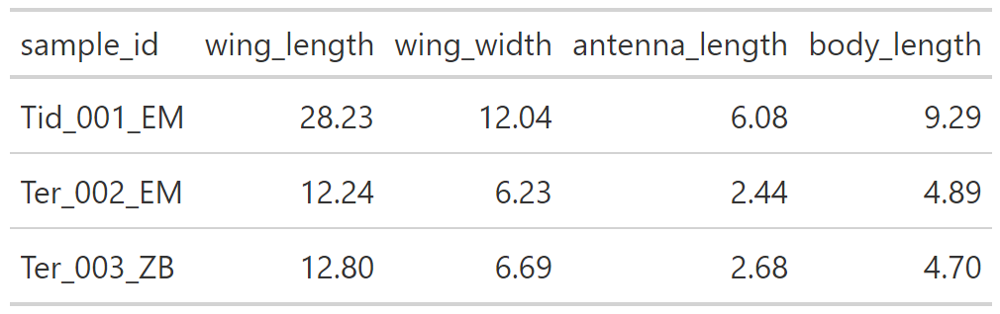 sample_id wing_length wing_width antenna_length body_length
Tid_001_EM 28.23 12.04 6.08 9.29
Ter_002_EM 12.24 6.23 2.44 4.89
Ter_003_ZB 12.80 6.69 2.68 4.70